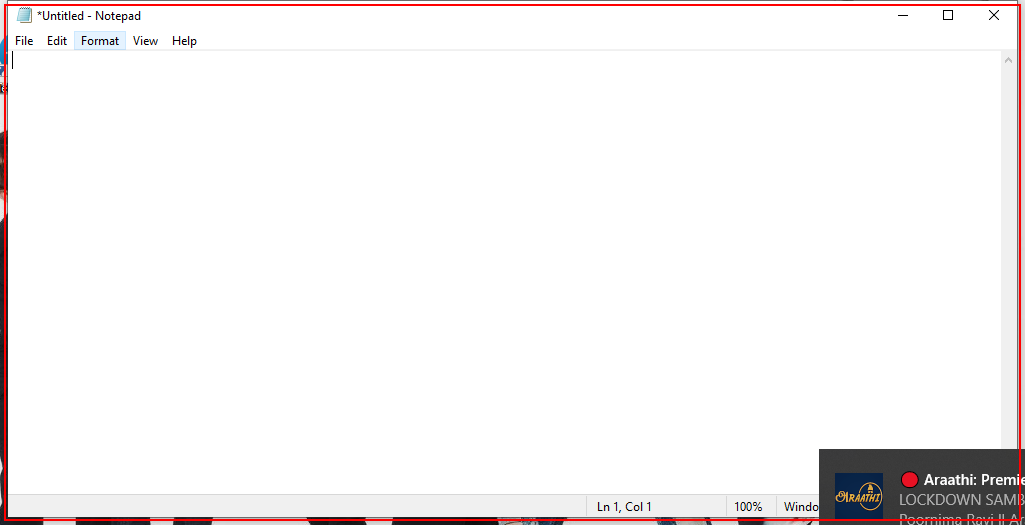 *Untitled - Notepad
File Edit Format View Help
Ln 1, Col 1 100% Windo
ARAATHI
Araathi: Premie
LOCKDOWN SAMB
Poornima Ravi || A